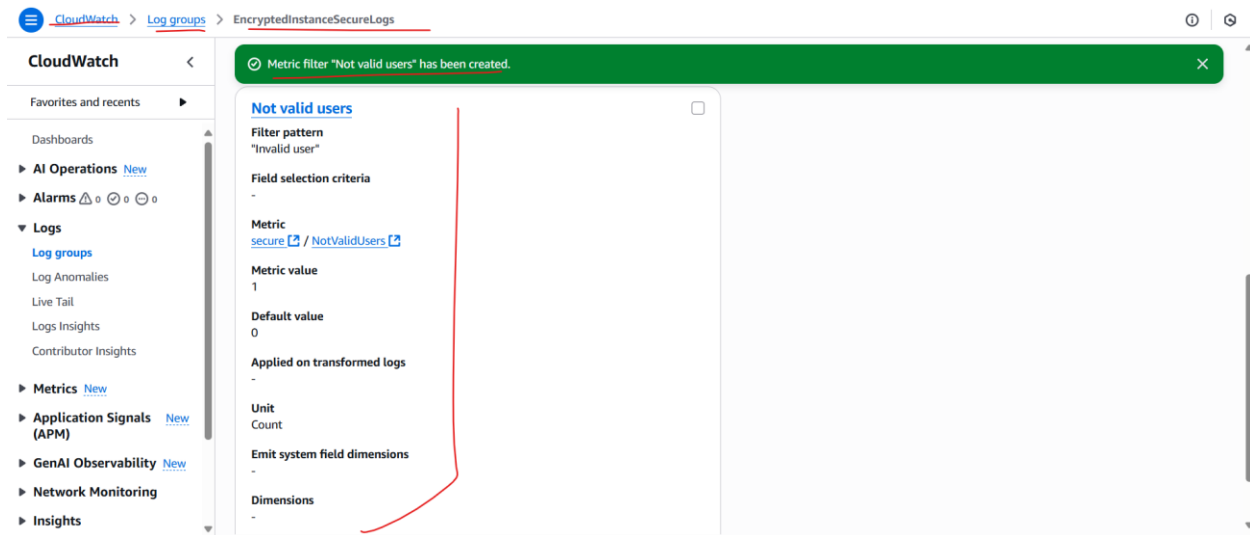 CloudWatch > Log groups > EncryptedInstanceSecureLogs
CloudWatch
Favorites and recents
Dashboards
AI Operations New
Alarms 0 0 0
Logs
Log groups
Log Anomalies
Live Tail
Logs Insights
Contributor Insights
Metrics New
Application Signals (APM) New
GenAI Observability New
Network Monitoring
Insights
Metric filter "Not valid users" has been created.
Not valid users
Filter pattern
"Invalid user"
Field selection criteria
-
Metric
secure / NotValidUsers
Metric value
1
Default value
0
Applied on transformed logs
-
Unit
Count
Emit system field dimensions
-
Dimensions
-